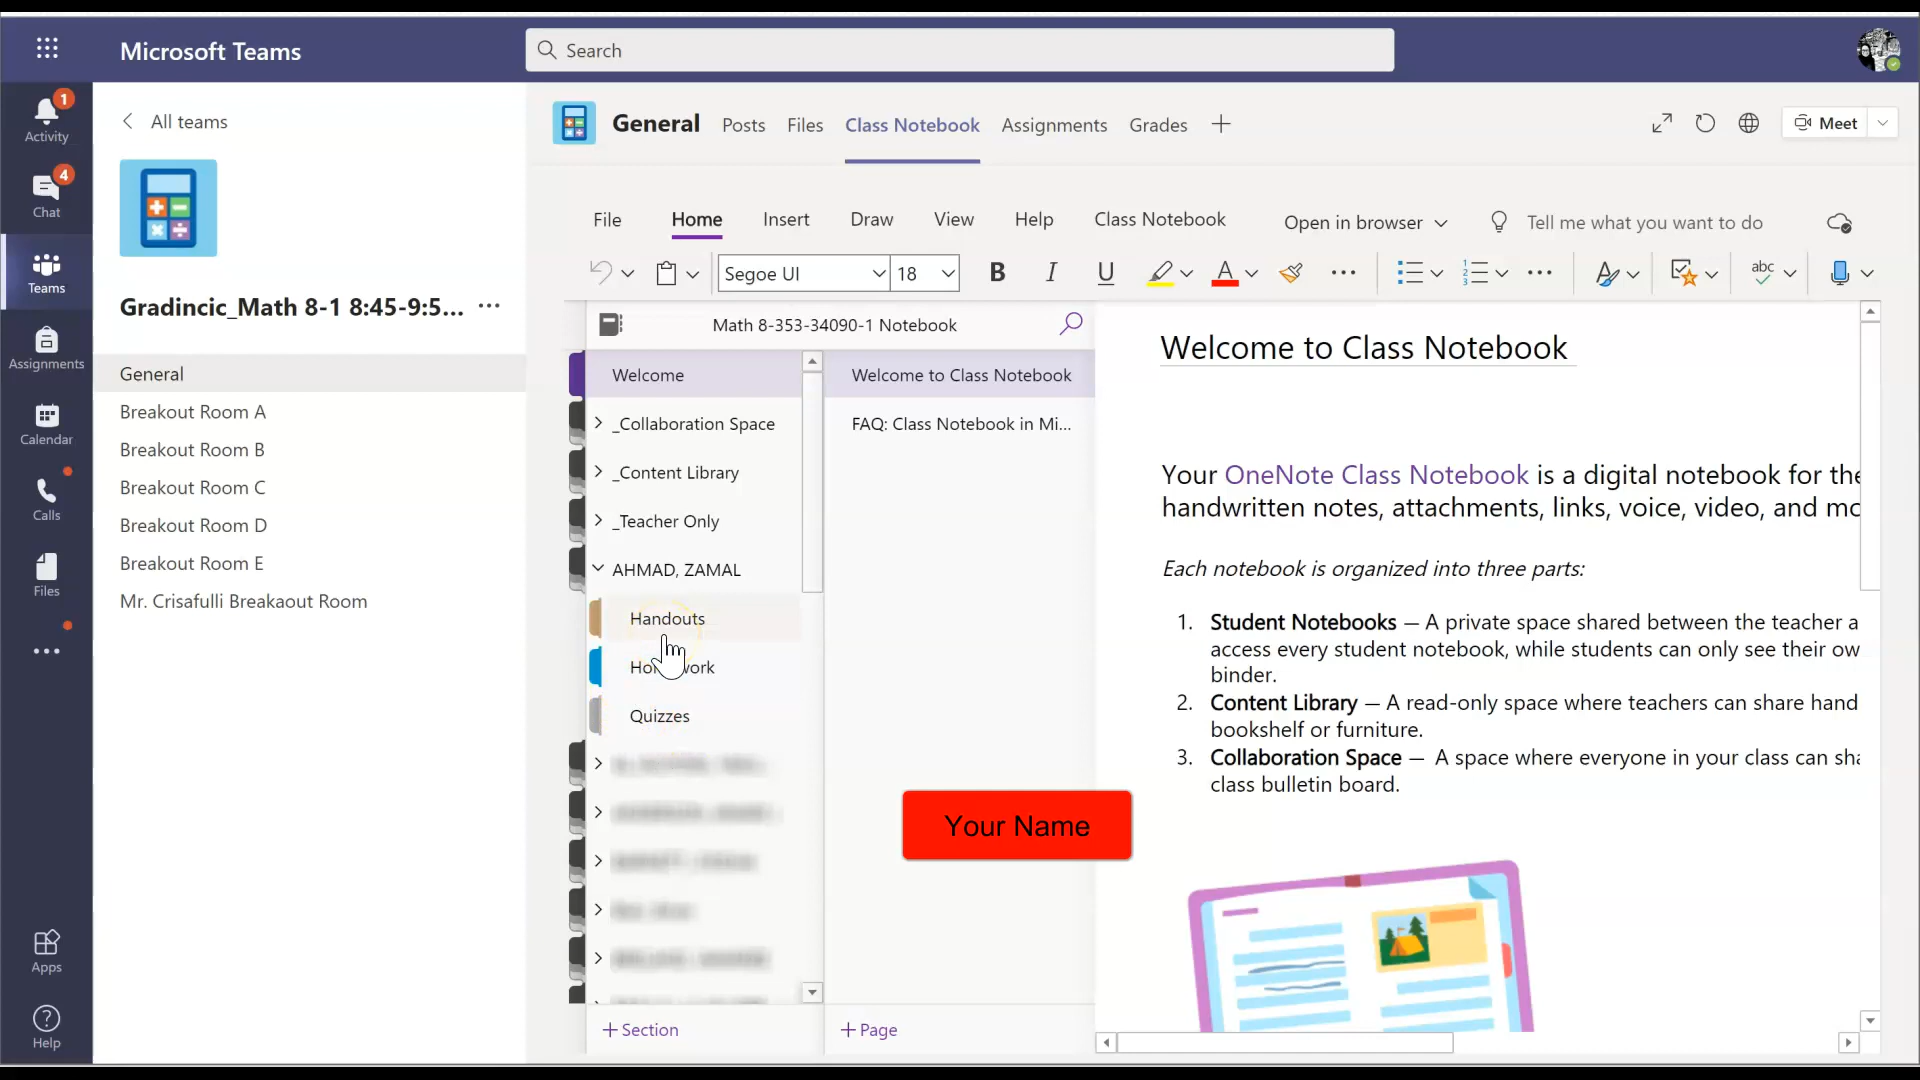 Microsoft Teams
Search
1
Activity
4
Chat
Teams
Assignments
Calendar
Calls
Files
Apps
Help
All teams
Gradincic_Math 8-1 8:45-9:5...
General
Breakout Room A
Breakout Room B
Breakout Room C
Breakout Room D
Breakout Room E
Mr. Crisafulli Breakaout Room
General Posts Files Class Notebook Assignments Grades
Meet
File Home Insert Draw View Help Class Notebook Open in browser Tell me what you want to do
Segoe UI 18 B I U A abc
Math 8-353-34090-1 Notebook
Welcome
_Collaboration Space
_Content Library
_Teacher Only
AHMAD, ZAMAL
Handouts
Quizzes
+ Section
Welcome to Class Notebook
FAQ: Class Notebook in Mi...
+ Page
Your Name
Welcome to Class Notebook
Your OneNote Class Notebook is a digital notebook for the
handwritten notes, attachments, links, voice, video, and mo
Each notebook is organized into three parts:
1. Student Notebooks — A private space shared between the teacher a
access every student notebook, while students can only see their ow
binder.
2. Content Library — A read-only space where teachers can share hand
bookshelf or furniture.
3. Collaboration Space — A space where everyone in your class can sha
class bulletin board.